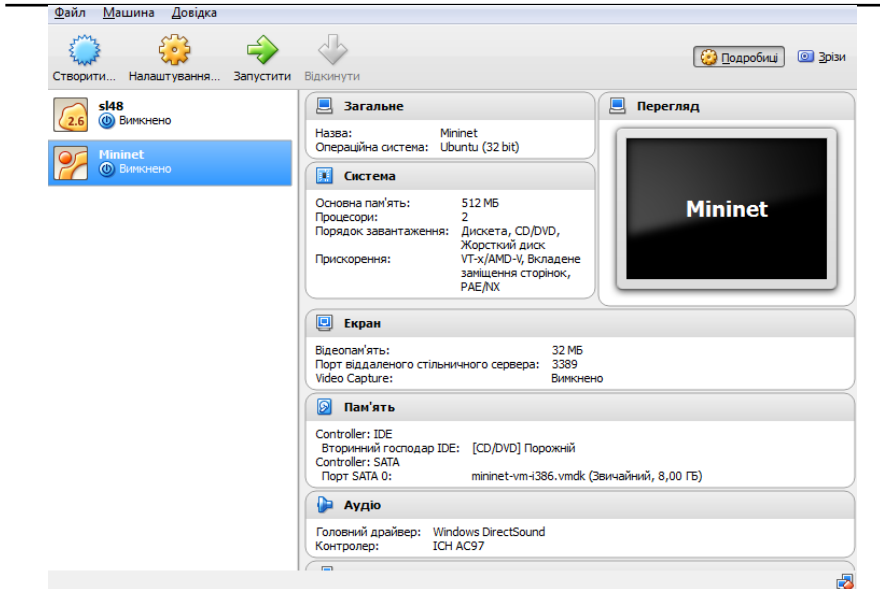 Файл Машина Довідка
Створити... Налаштування... Запустити Відкинути Подробиці Зрізи
sl48
2.6 Вимкнено
Mininet
Вимкнено
Загальне
Назва: Mininet
Операційна система: Ubuntu (32 bit)
Система
Основна пам'ять: 512 МБ
Процесори: 2
Порядок завантаження: Дискета, CD/DVD,
Жорсткий диск
Прискорення: VT-x/AMD-V, Вкладене
заміщення сторінок,
PAE/NX
Перегляд
Mininet
Екран
Відеопам'ять: 32 МБ
Порт віддаленого стільничного сервера: 3389
Video Capture: Вимкнено
Пам'ять
Controller: IDE
Вторинний господар IDE: [CD/DVD] Порожній
Controller: SATA
Порт SATA 0: mininet-vm-i386.vmdk (Звичайний, 8,00 ГБ)
Аудіо
Головний драйвер: Windows DirectSound
Контролер: ICH AC97